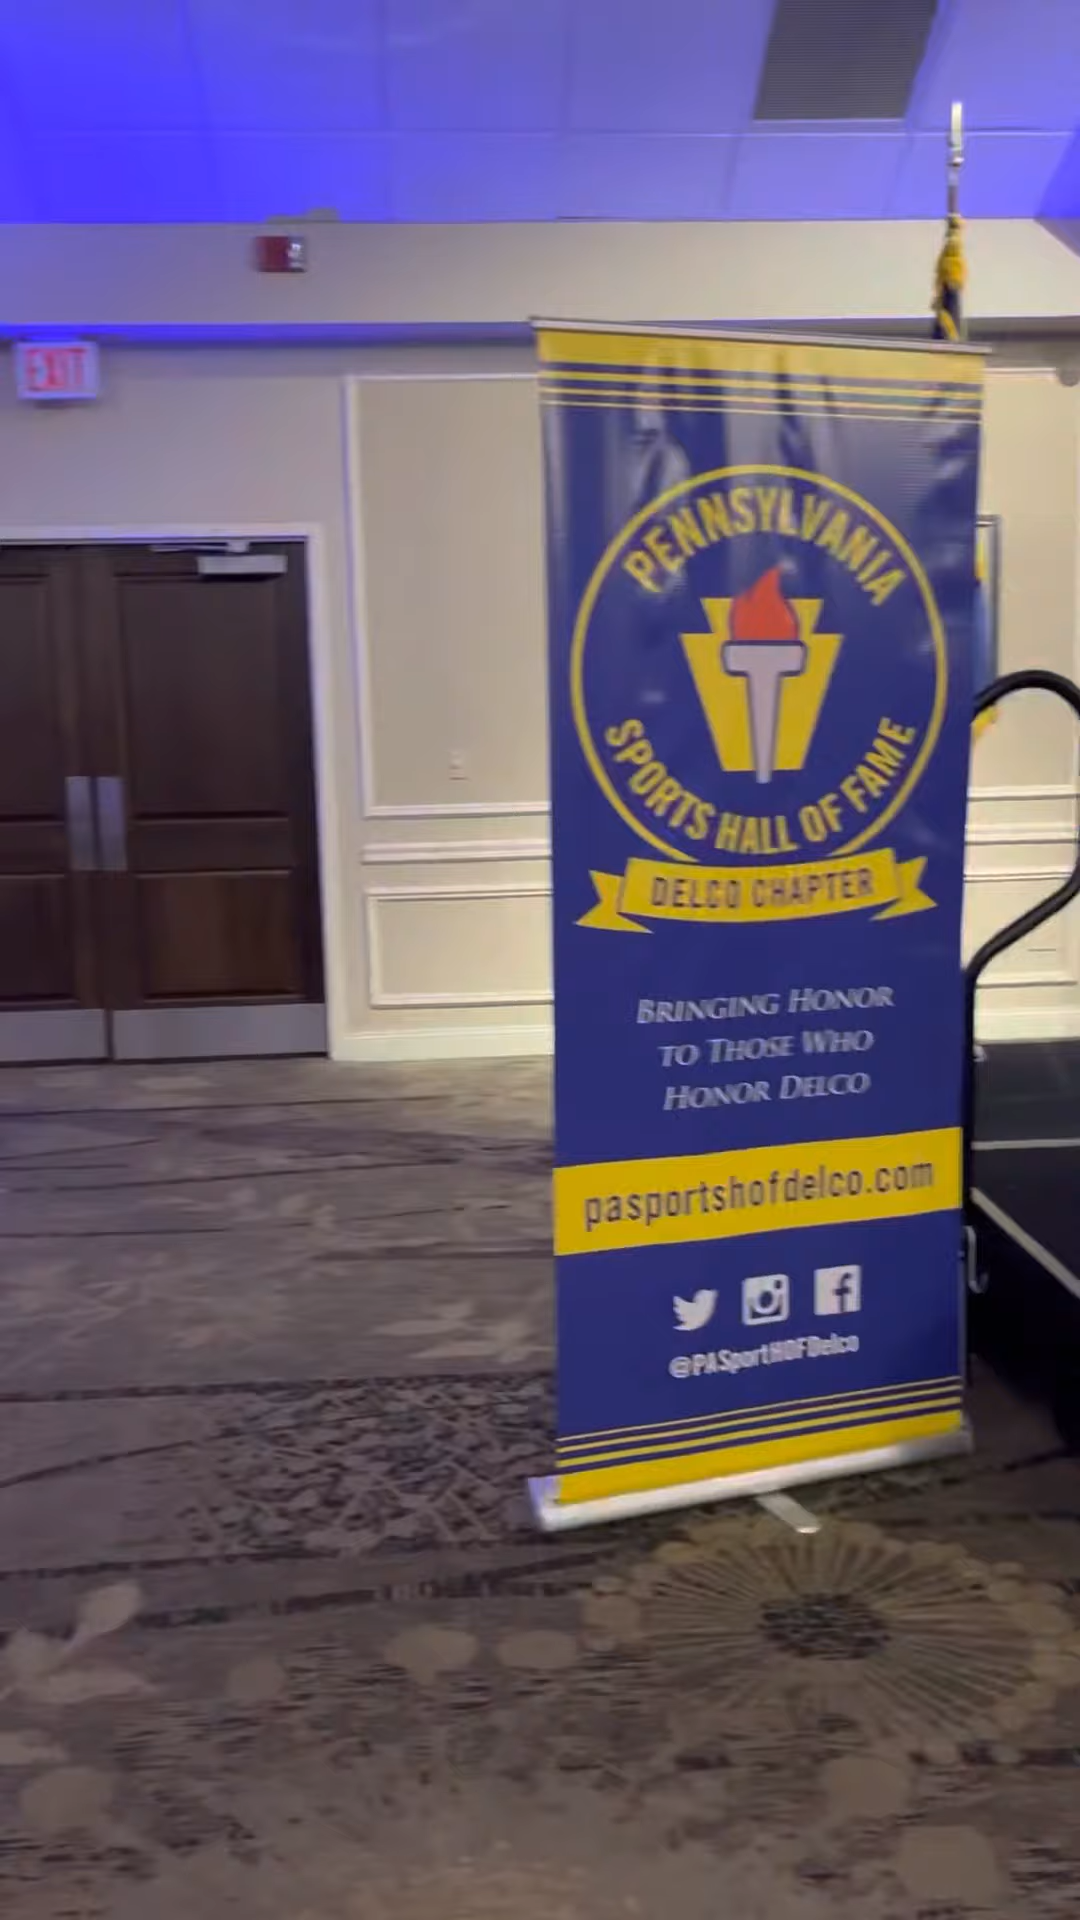 EXIT
PENNSYLVANIA
SPORTS HALL OF FAME
DELCO CHAPTER
BRINGING HONOR
TO THOSE WHO
HONOR DELCO
pasportshofdelco.com
@PASportHOFDelco